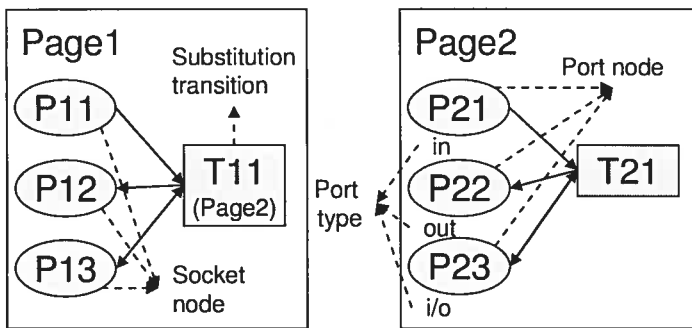 Page1
Substitution
transition
P11
P12
P13
T11
(Page2)
Socket
node
Port
type
Page2
Port node
P21
in
P22
out
P23
i/o
T21